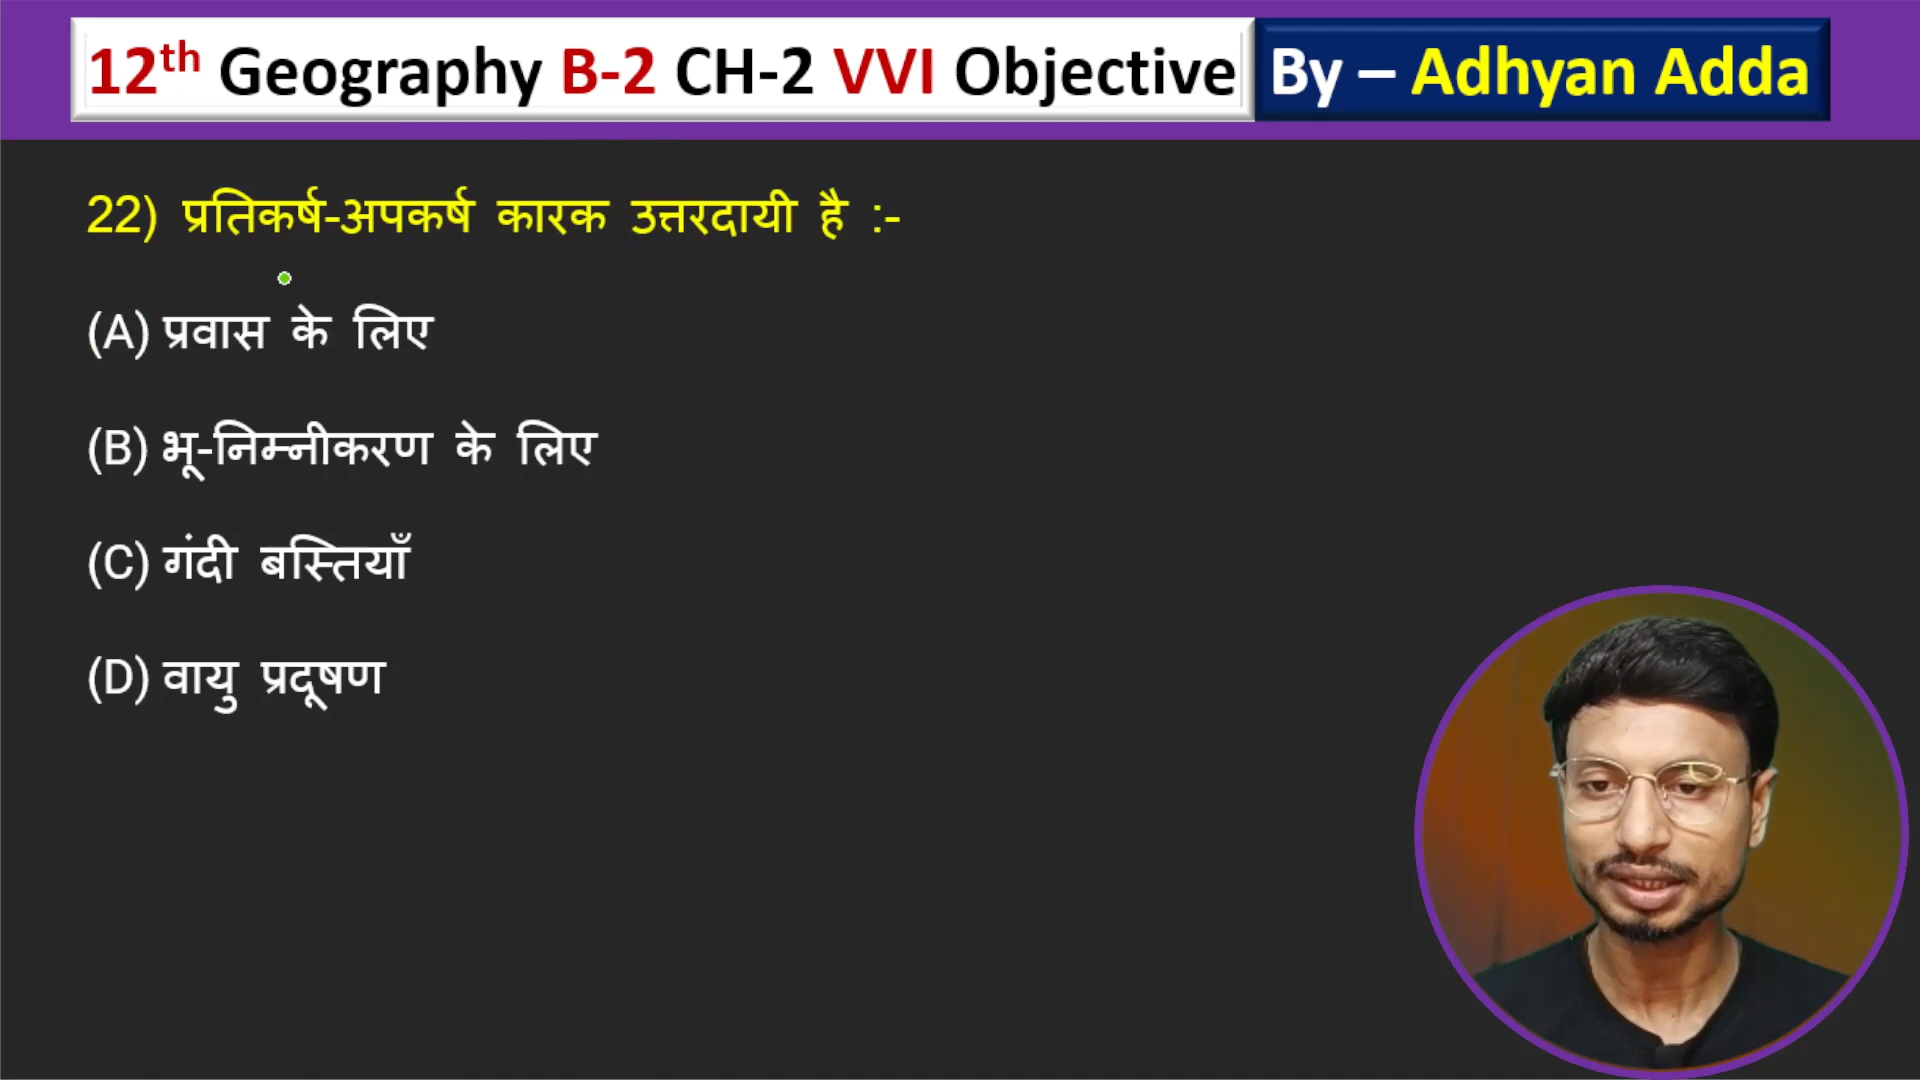 12th Geography B-2 CH-2 VVI Objective By – Adhyan Adda
22) प्रतिकर्ष-अपकर्ष कारक उत्तरदायी है :-
(A) प्रवास के लिए
(B) भू-निम्नीकरण के लिए
(C) गंदी बस्तियाँ
(D) वायु प्रदूषण